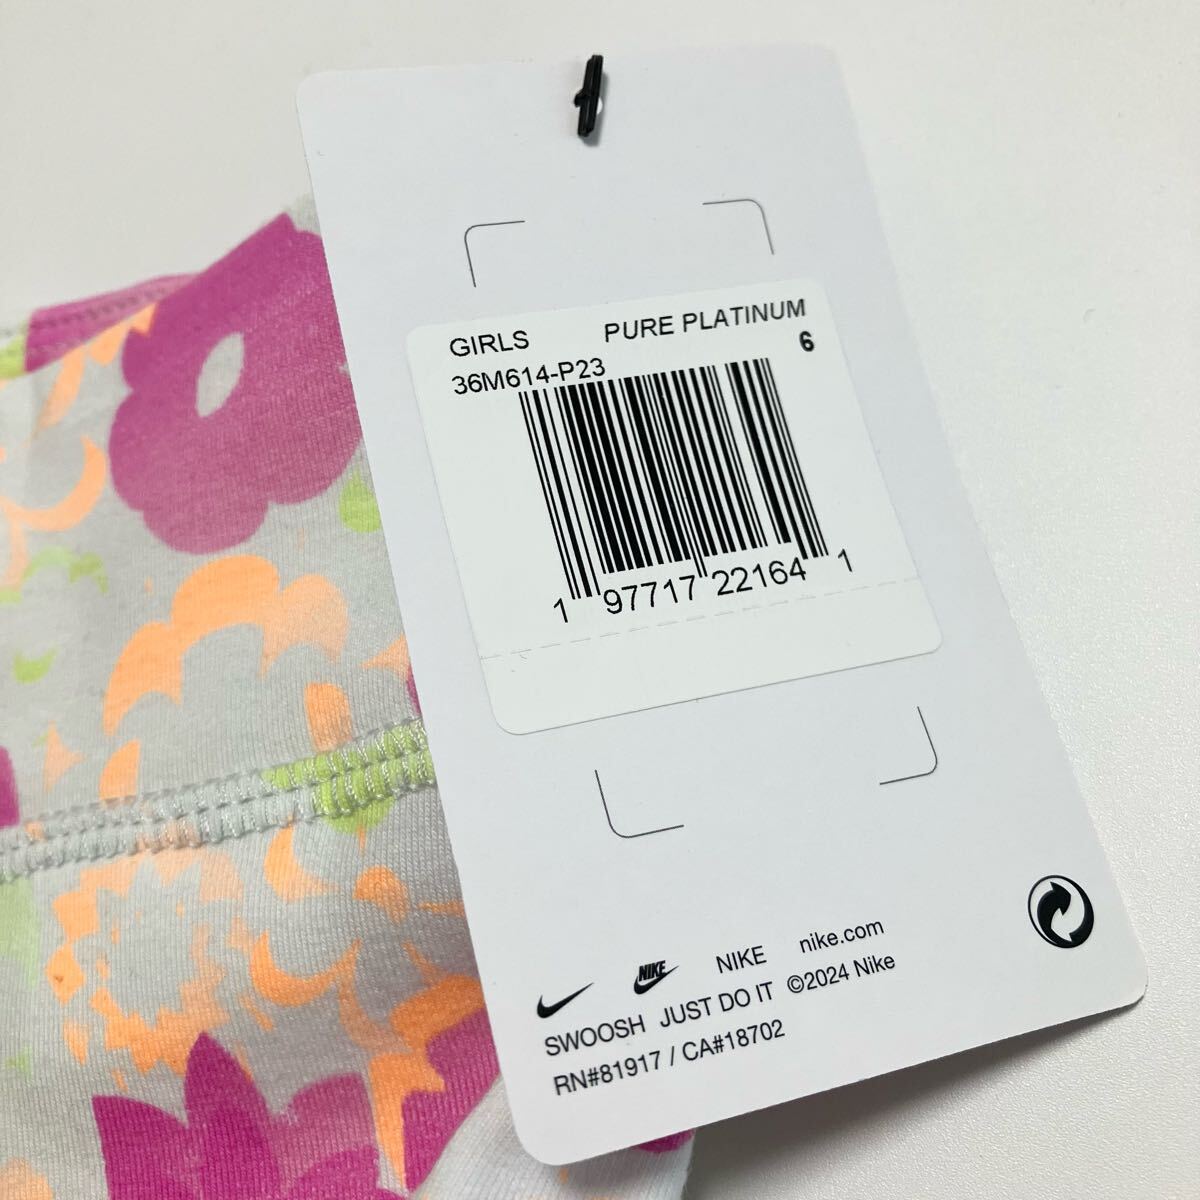 GIRLS PURE PLATINUM
36M614-P23 6
1 97717 22164 1
NIKE NIKE nike.com
SWOOSH JUST DO IT ©2024 Nike
RN#81917 / CA#18702